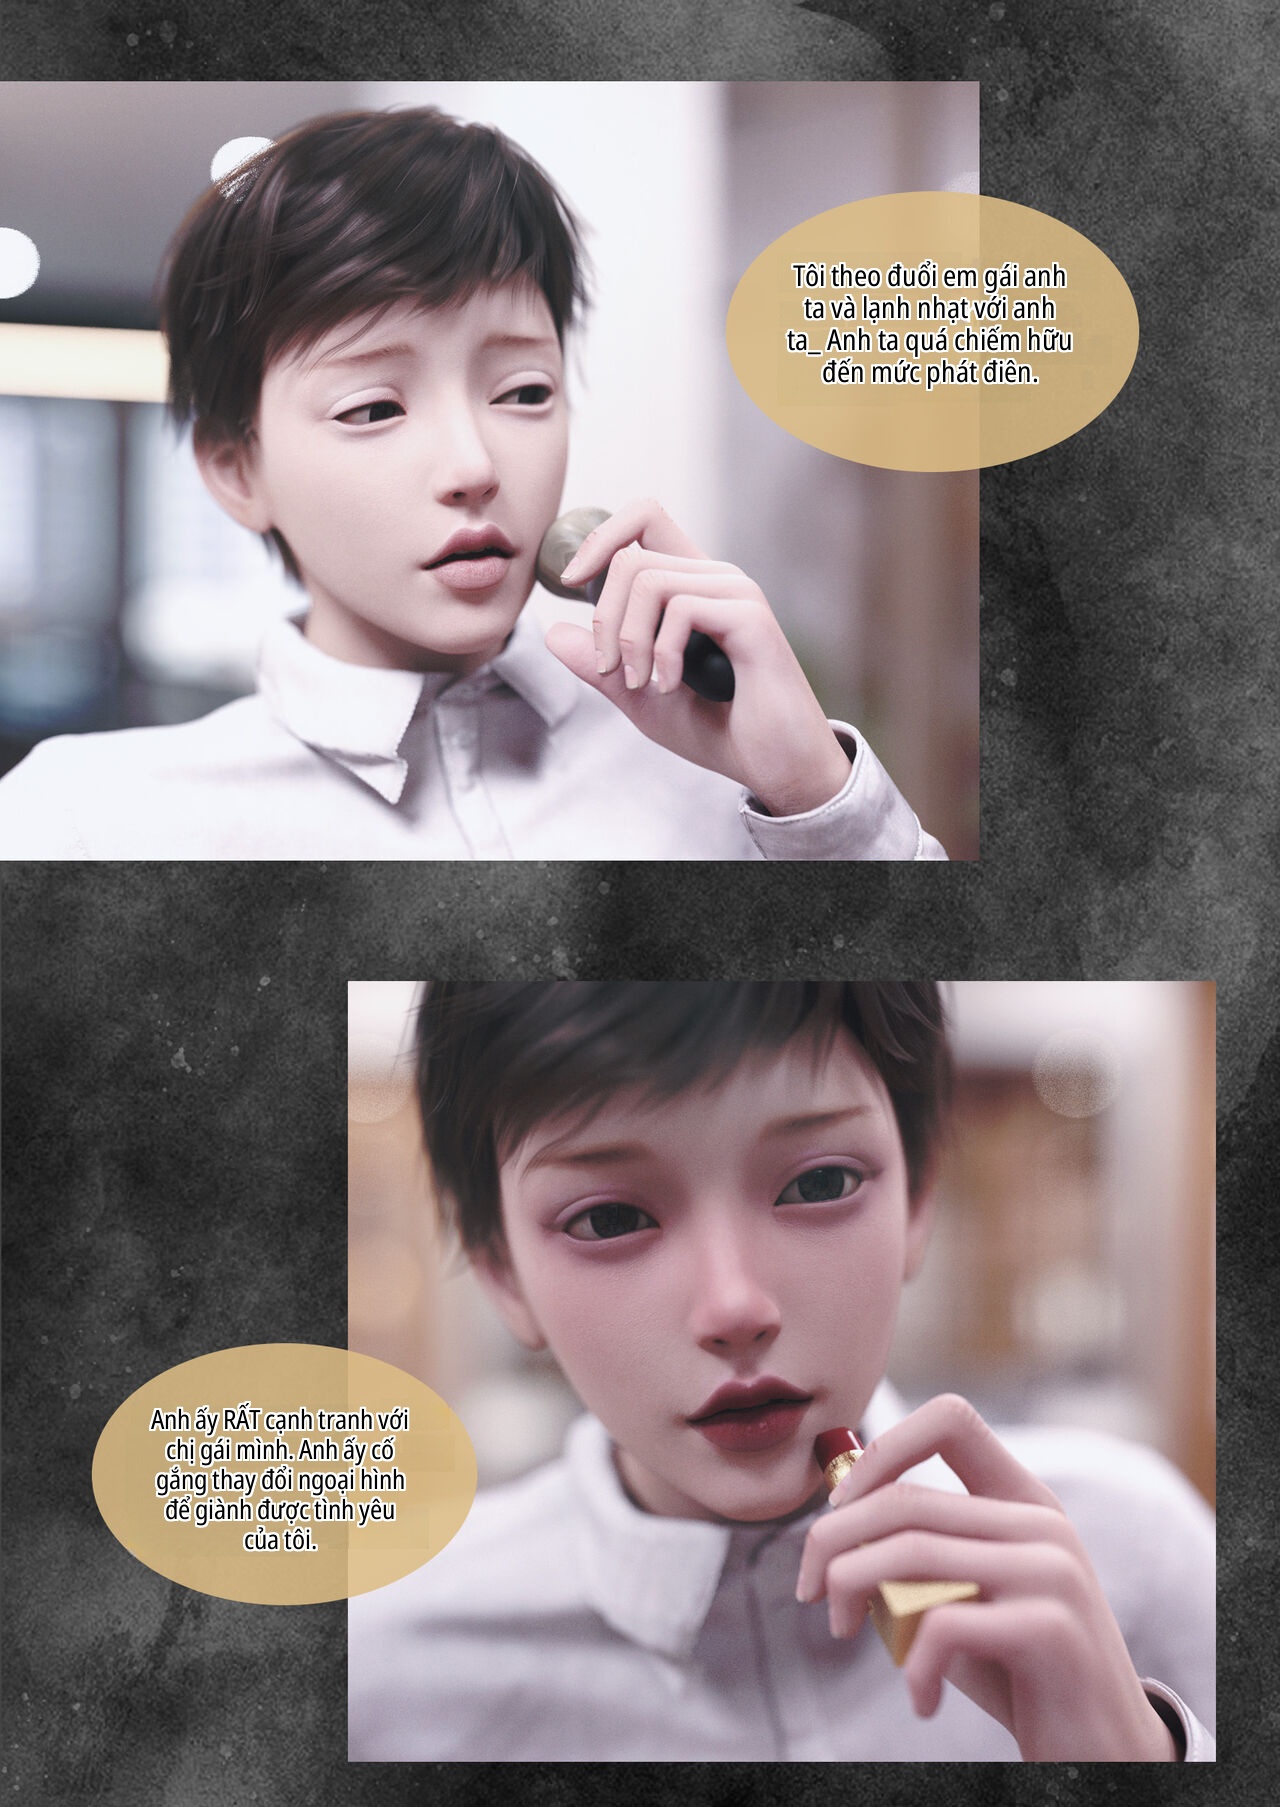 Tôi theo đuổi em gái anh
ta và lạnh nhạt với anh
ta_ Anh ta quá chiếm hữu
đến mức phát điên.
Anh ấy RẤT cạnh tranh với
chị gái mình. Anh ấy cố
gắng thay đổi ngoại hình
để giành được tình yêu
của tôi.